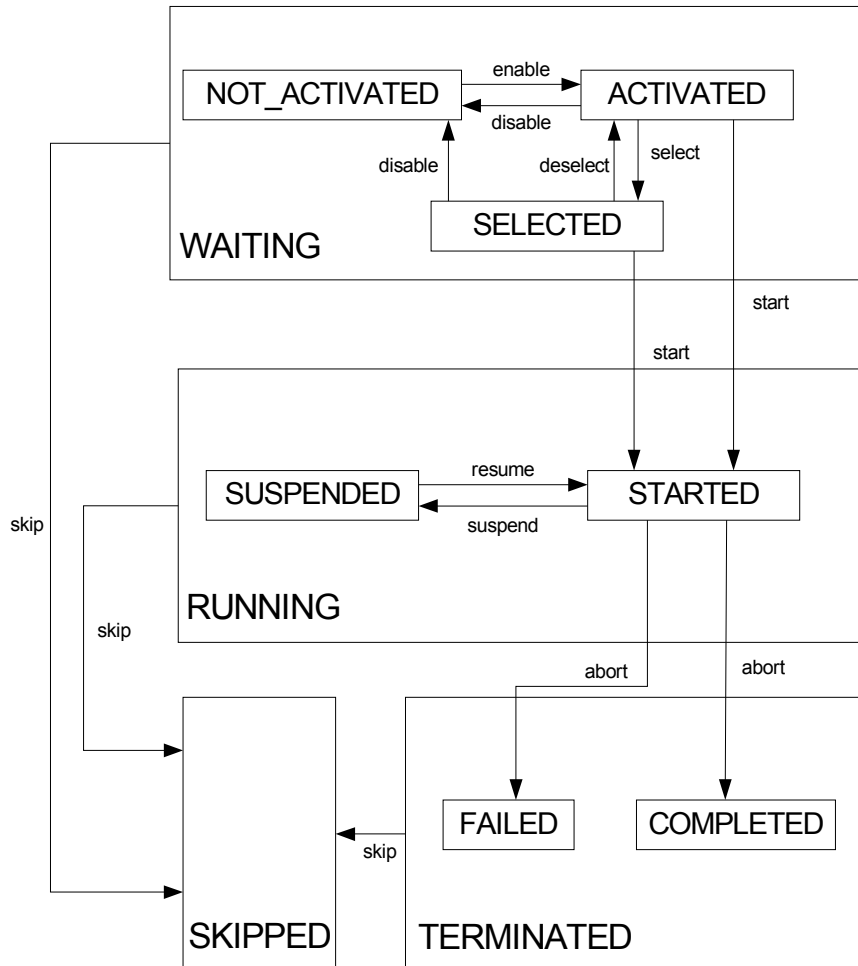 enable
NOT_ACTIVATED
ACTIVATED
disable
disable
deselect
select
SELECTED
WAITING
start
start
resume
SUSPENDED
STARTED
suspend
skip
RUNNING
skip
abort
abort
FAILED
COMPLETED
skip
SKIPPED
TERMINATED